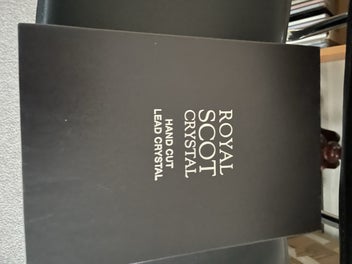 ROYAL
SCOT
CRYSTAL
HAND CUT
LEAD CRYSTAL